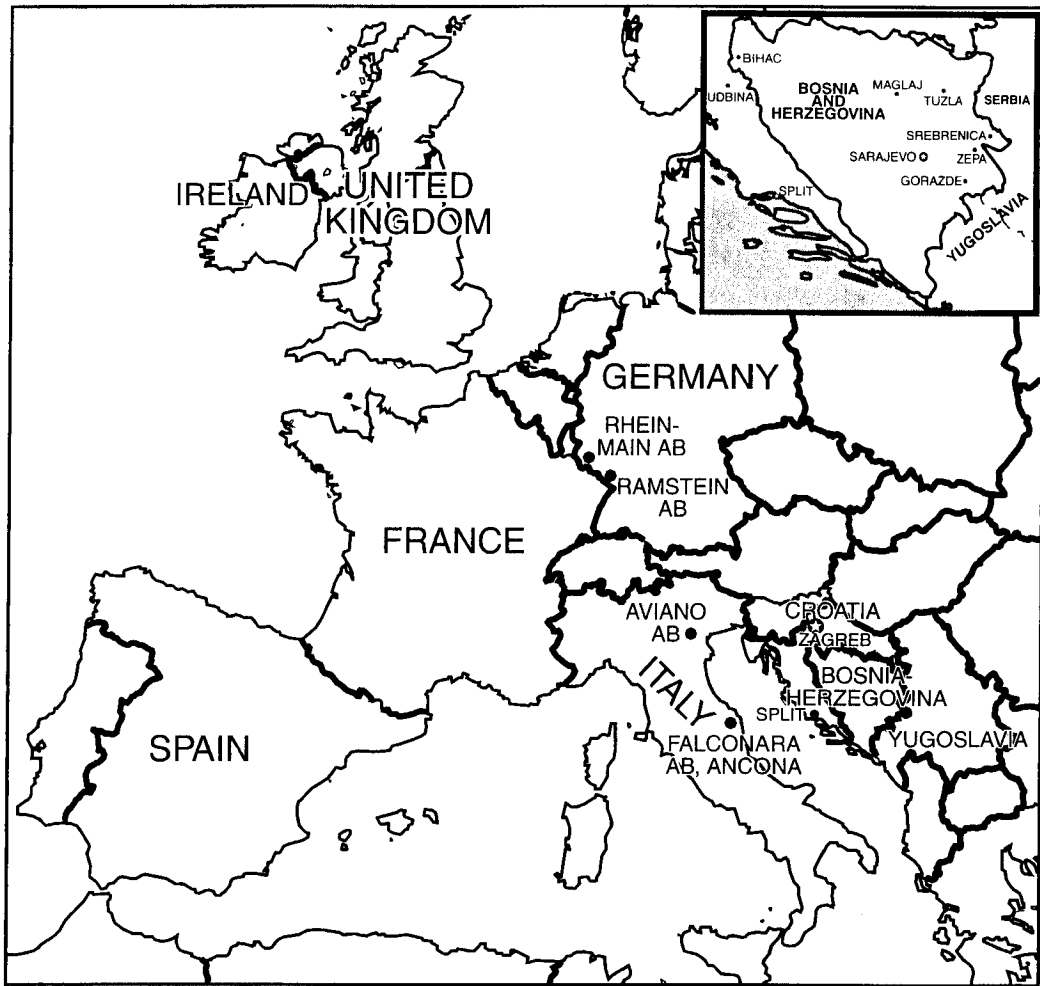 BIHAC
UDBINA
BOSNIA
AND
HERZEGOVINA
MAGLAJ
TUZLA
SERBIA
SREBRENICA
SARAJEVO
ZEPA
GORAZDE
SPLIT
YUGOSLAVIA
IRELAND
UNITED
KINGDOM
GERMANY
RHEIN-
MAIN AB
RAMSTEIN
AB
FRANCE
AVIANO
AB
CROATIA
ZAGREB
ITALY
BOSNIA-
HERZEGOVINA
SPLIT
YUGOSLAVIA
FALCONARA
AB, ANCONA
SPAIN